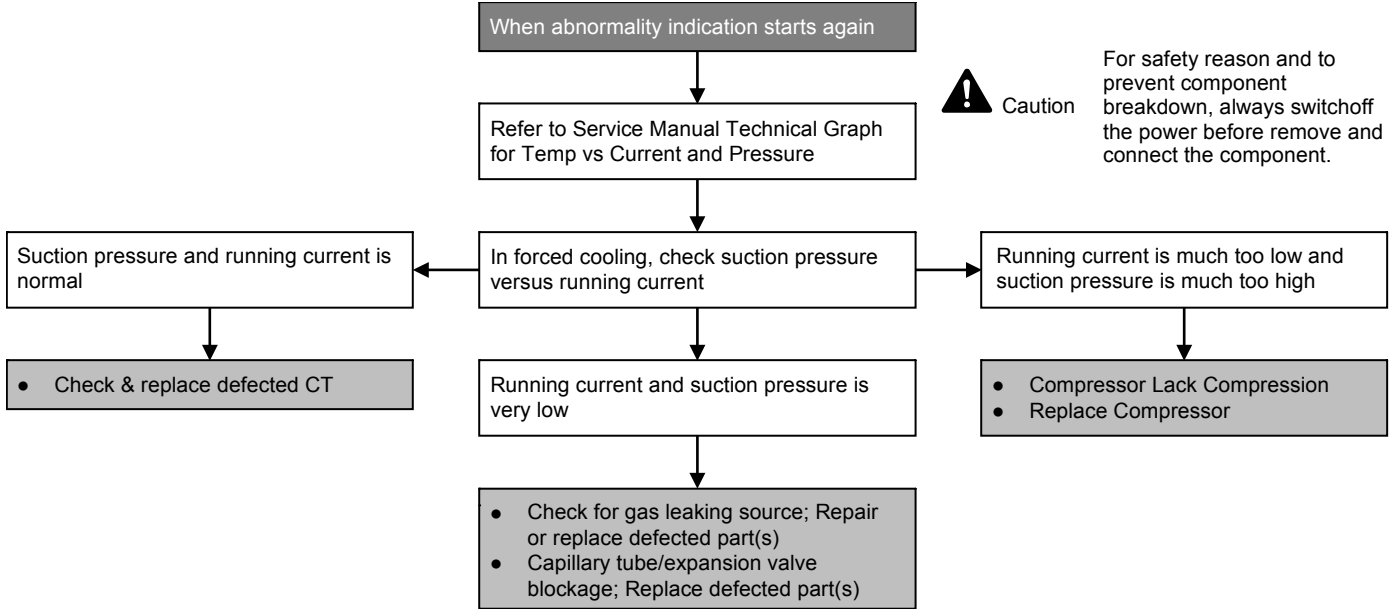 When abnormality indication starts again
Caution
For safety reason and to
prevent component
breakdown, always switchoff
the power before remove and
connect the component.
Refer to Service Manual Technical Graph
for Temp vs Current and Pressure
Suction pressure and running current is
normal
In forced cooling, check suction pressure
versus running current
Running current is much too low and
suction pressure is much too high
● Check & replace defected CT
Running current and suction pressure is
very low
● Compressor Lack Compression
● Replace Compressor
● Check for gas leaking source; Repair
or replace defected part(s)
● Capillary tube/expansion valve
blockage; Replace defected part(s)